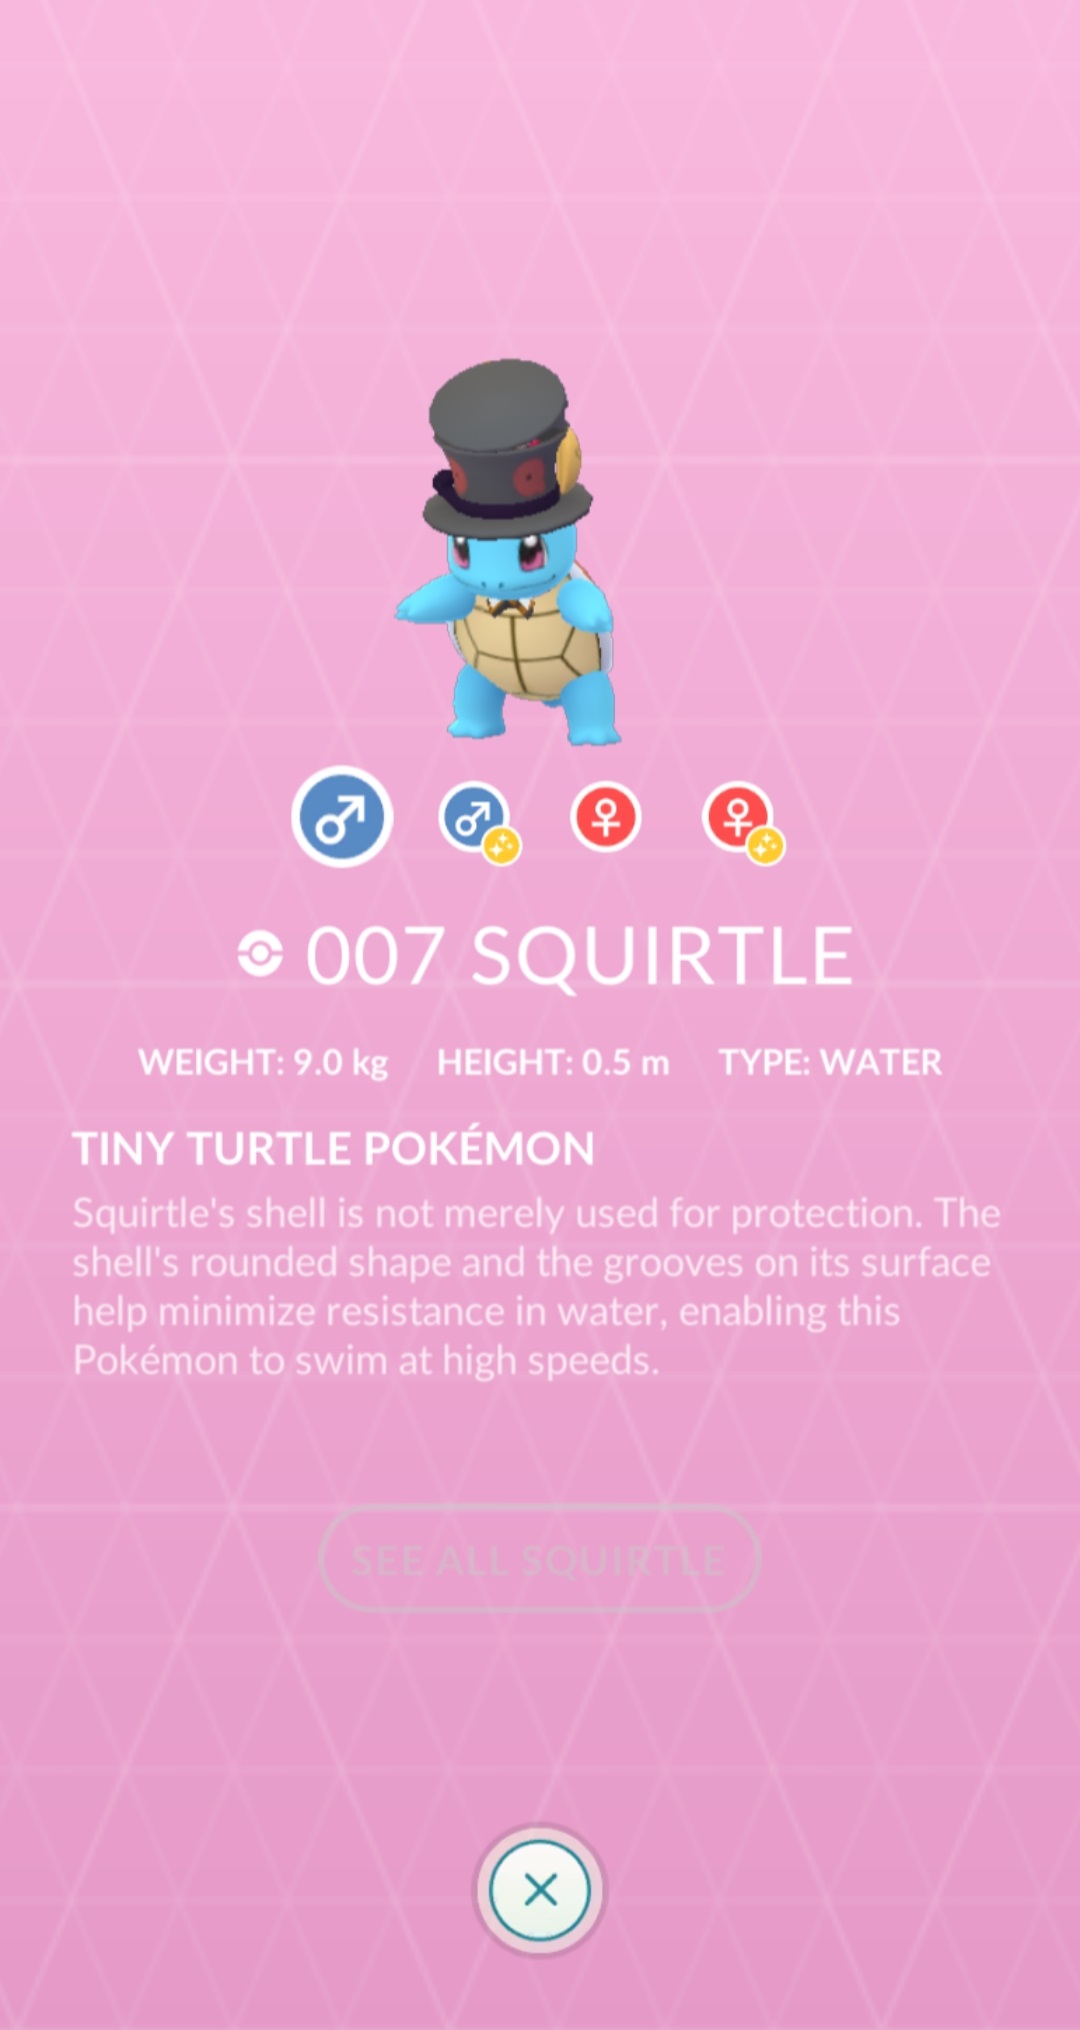 007 SQUIRTLE
WEIGHT: 9.0 kg HEIGHT: 0.5 m TYPE: WATER
TINY TURTLE POKÉMON
Squirtle's shell is not merely used for protection. The
shell's rounded shape and the grooves on its surface
help minimize resistance in water, enabling this
Pokémon to swim at high speeds.
SEE ALL SQUIRTLE